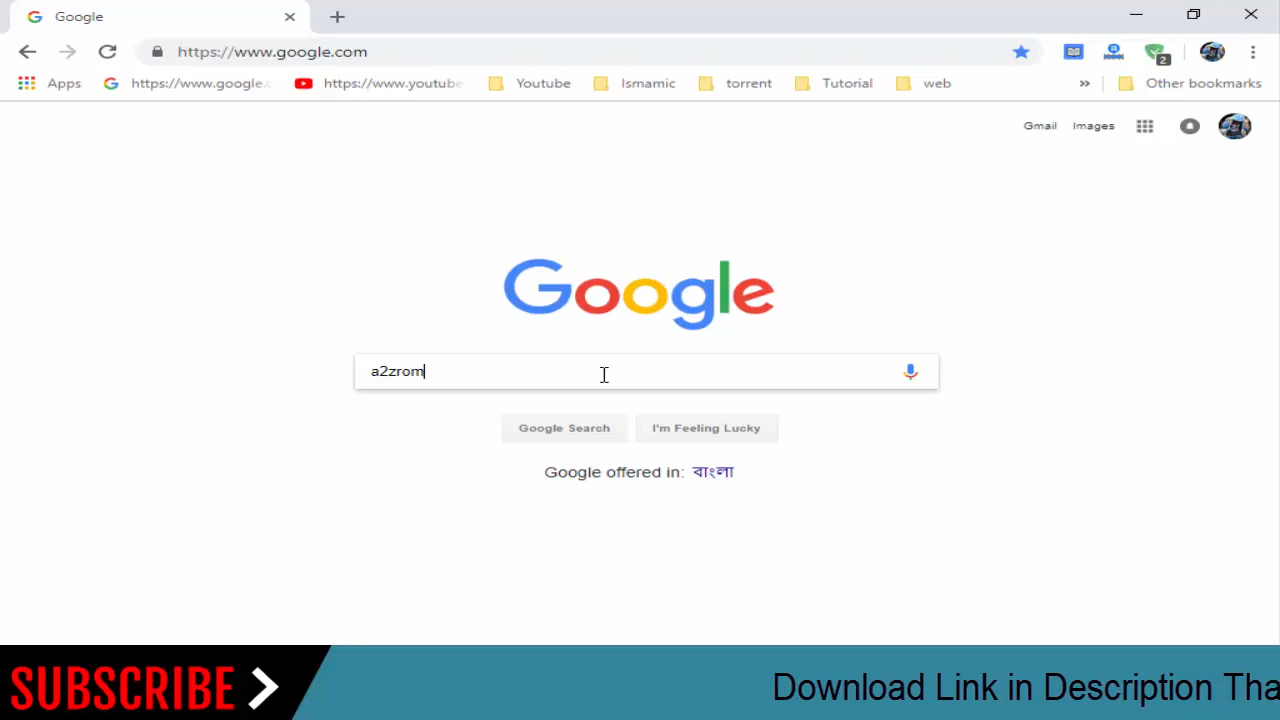 Google
https://www.google.com
2
Apps https://www.google.c https://www.youtube Youtube Ismamic torrent Tutorial web » Other bookmarks
Gmail Images
Google
a2zrom
Google Search I'm Feeling Lucky
Google offered in: বাংলা
SUBSCRIBE Download Link in Description Tha